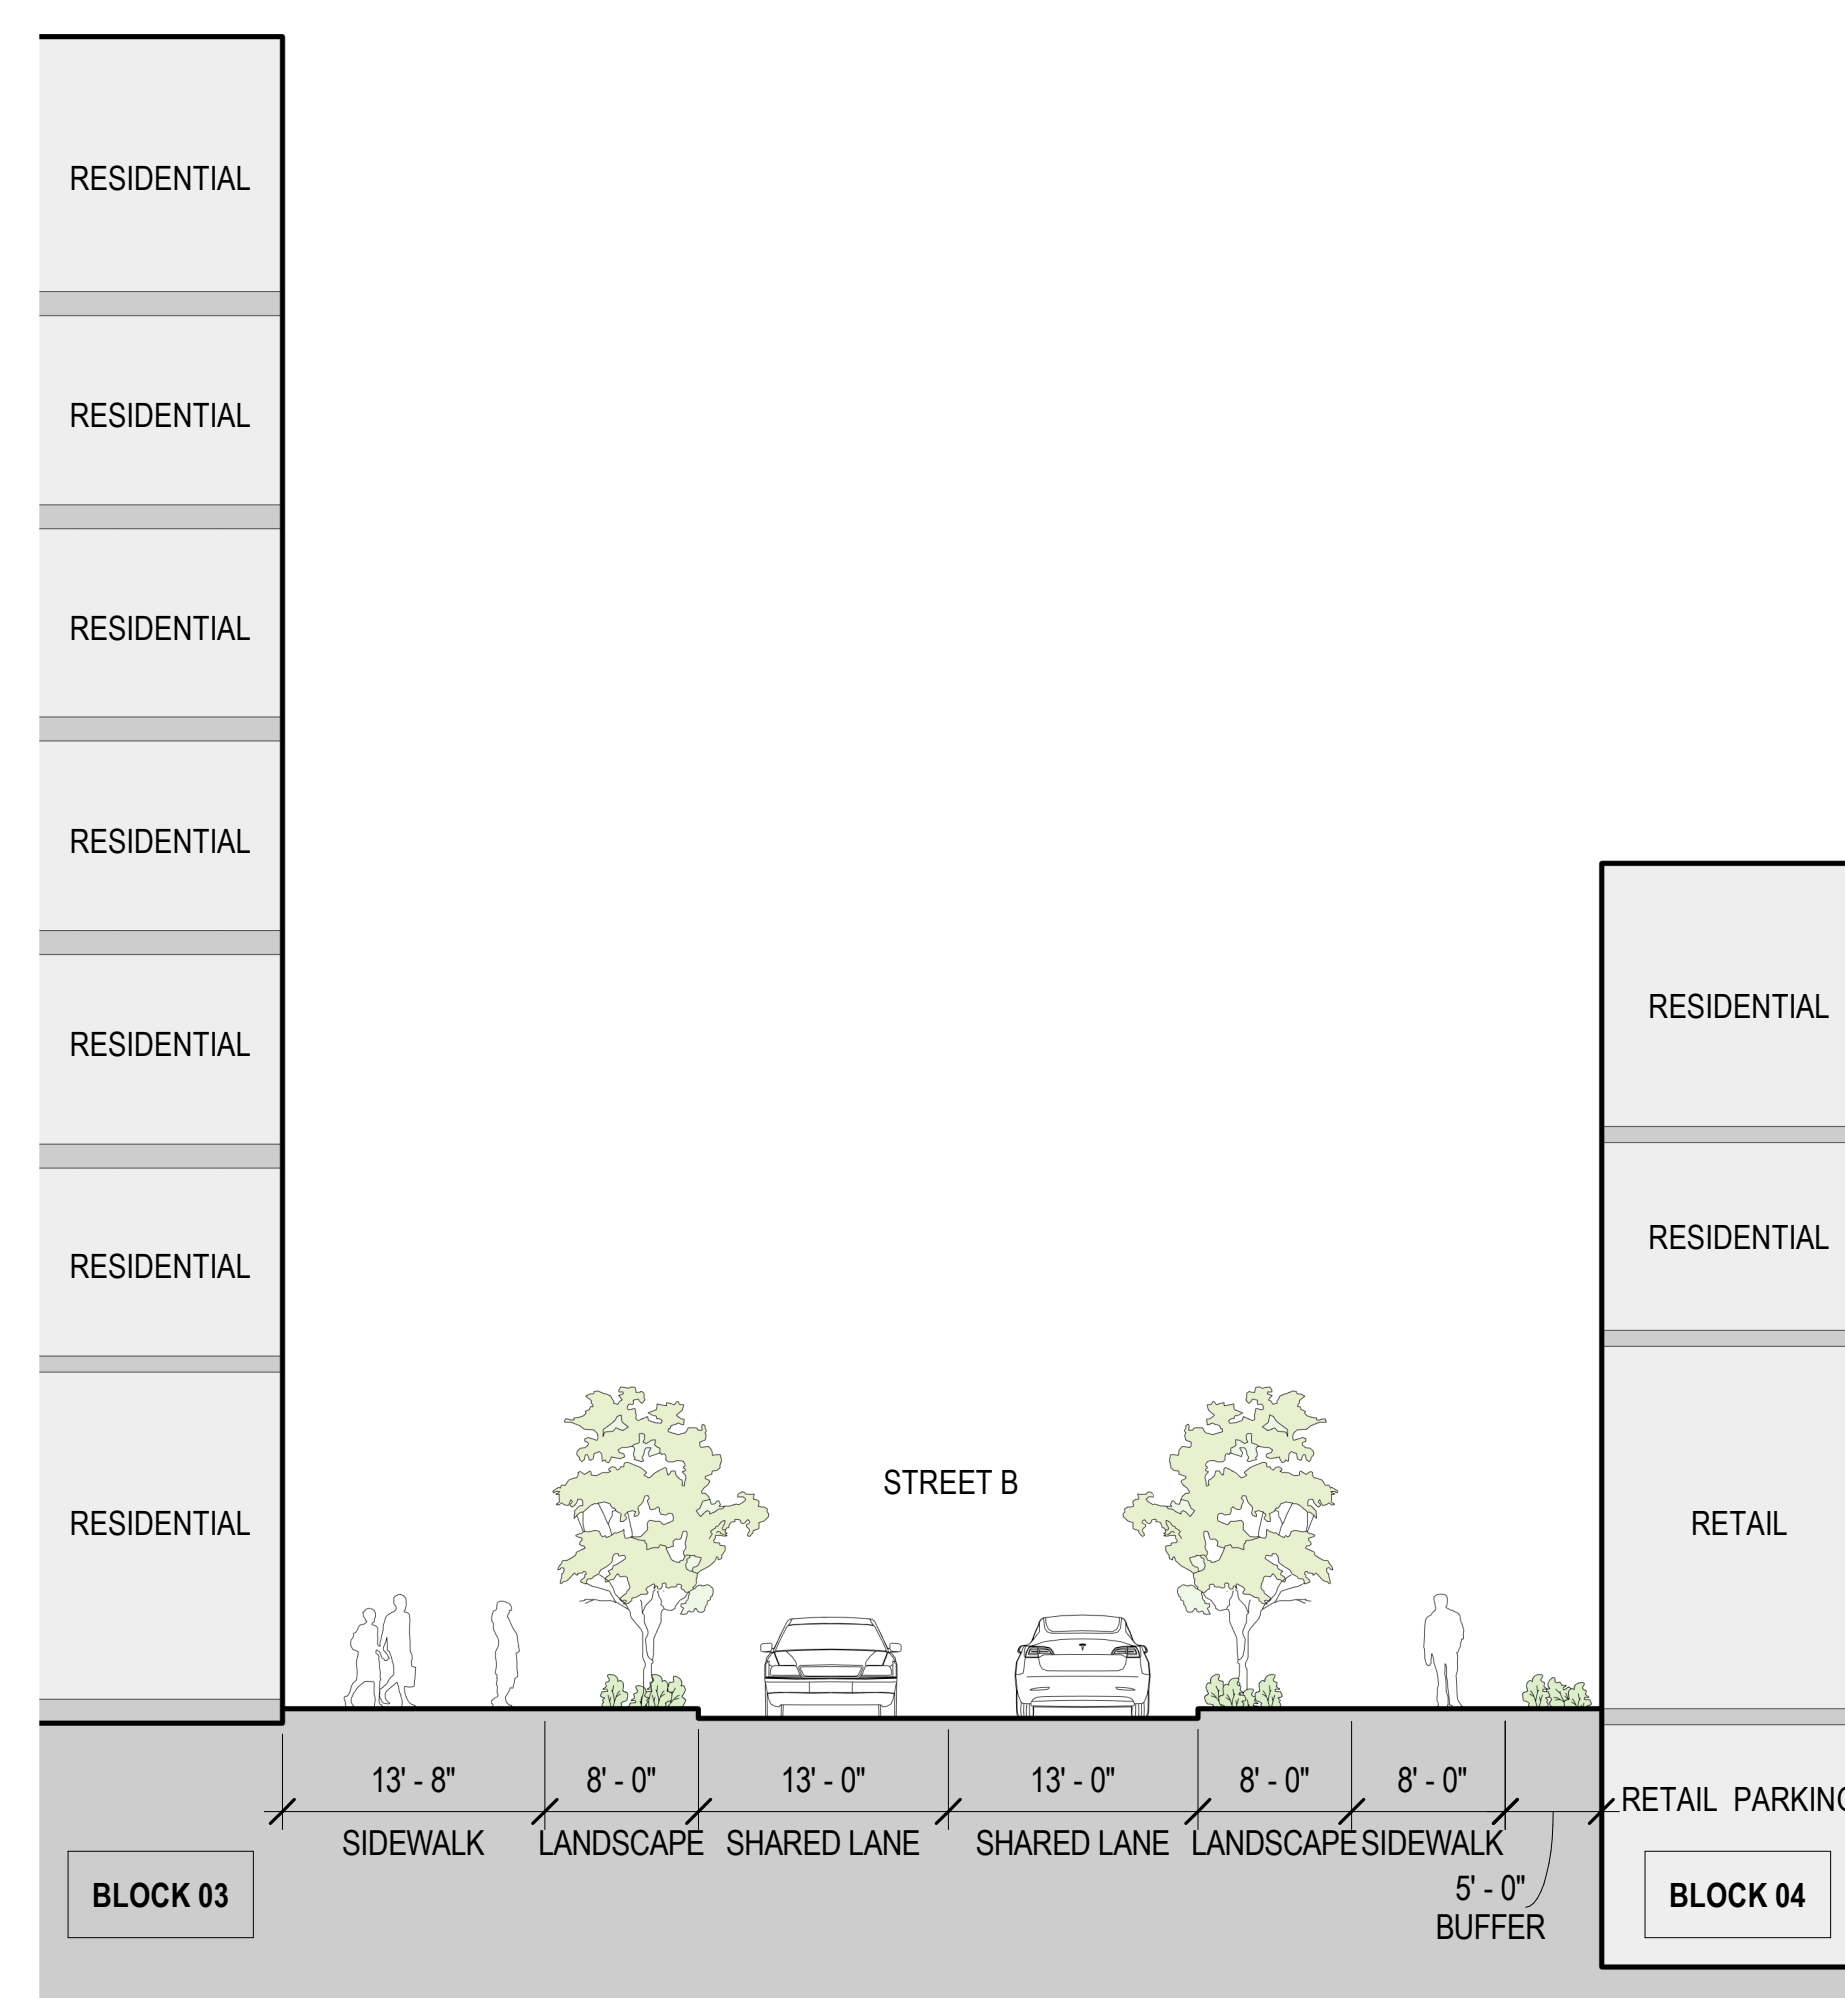 RESIDENTIAL
RESIDENTIAL
RESIDENTIAL
RESIDENTIAL
RESIDENTIAL
RESIDENTIAL
RESIDENTIAL
RESIDENTIAL
RESIDENTIAL
RETAIL
STREET B
13' - 8"
8' - 0"
13' - 0"
13' - 0"
8' - 0"
8' - 0"
RETAIL PARKING
SIDEWALK
LANDSCAPE
SHARED LANE
SHARED LANE
LANDSCAPE
SIDEWALK
5' - 0"
BUFFER
BLOCK 03
BLOCK 04